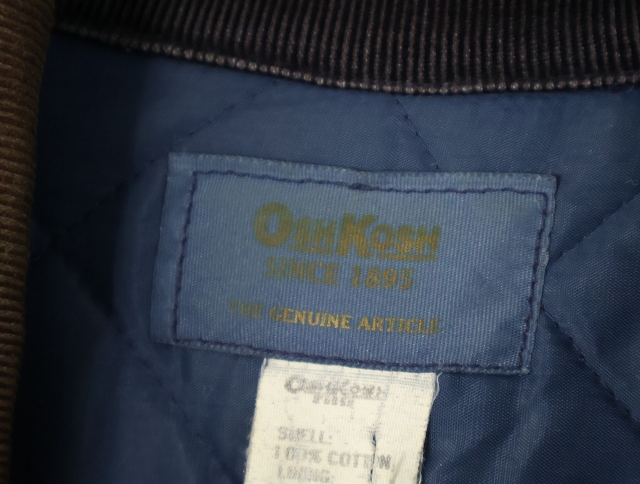 OSHKOSH
SINCE 1895
THE GENUINE ARTICLE
OSHKOSH
SHELL:
100% COTTON
LINING: